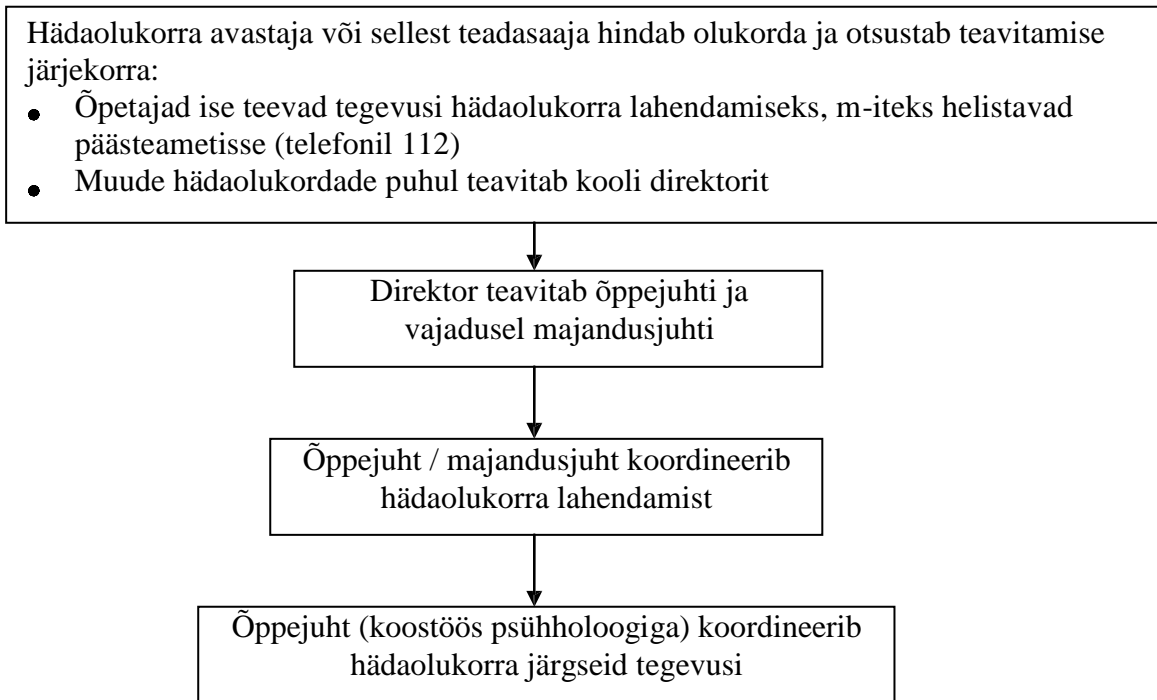 Hädaolukorra avastaja või sellest teadasaaja hindab olukorda ja otsustab teavitamise
järjekorra:
● Õpetajad ise teevad tegevusi hädaolukorra lahendamiseks, m-iteks helistavad
päästeametisse (telefonil 112)
● Muude hädaolukordade puhul teavitab kooli direktorit
Direktor teavitab õppejuhti ja
vajadusel majandusjuhti
Õppejuht / majandusjuht koordineerib
hädaolukorra lahendamist
Õppejuht (koostöös psühholoogiga) koordineerib
hädaolukorra järgseid tegevusi